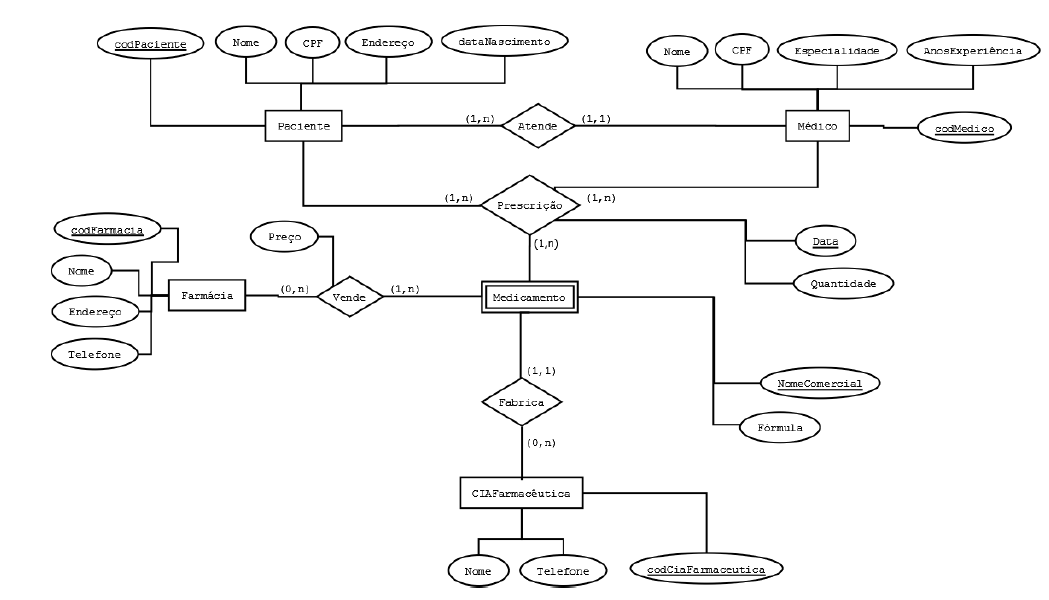 codPaciente
Nome
CPF
Endereço
dataNascimento
Nome
CPF
Especialidade
AnosExperiência
Paciente
(1,n)
Atende
(1,1)
Médico
codMedico
(1,n)
Prescrição
(1,n)
(1,n)
Data
Quantidade
codFarmacia
Nome
Endereço
Telefone
Preço
Farmácia
(0,n)
Vende
(1,n)
Medicamento
NomeComercial
Fórmula
(1,1)
Fabrica
(0,n)
CIAFarmacêutica
Nome
Telefone
codCiaFarmaceutica